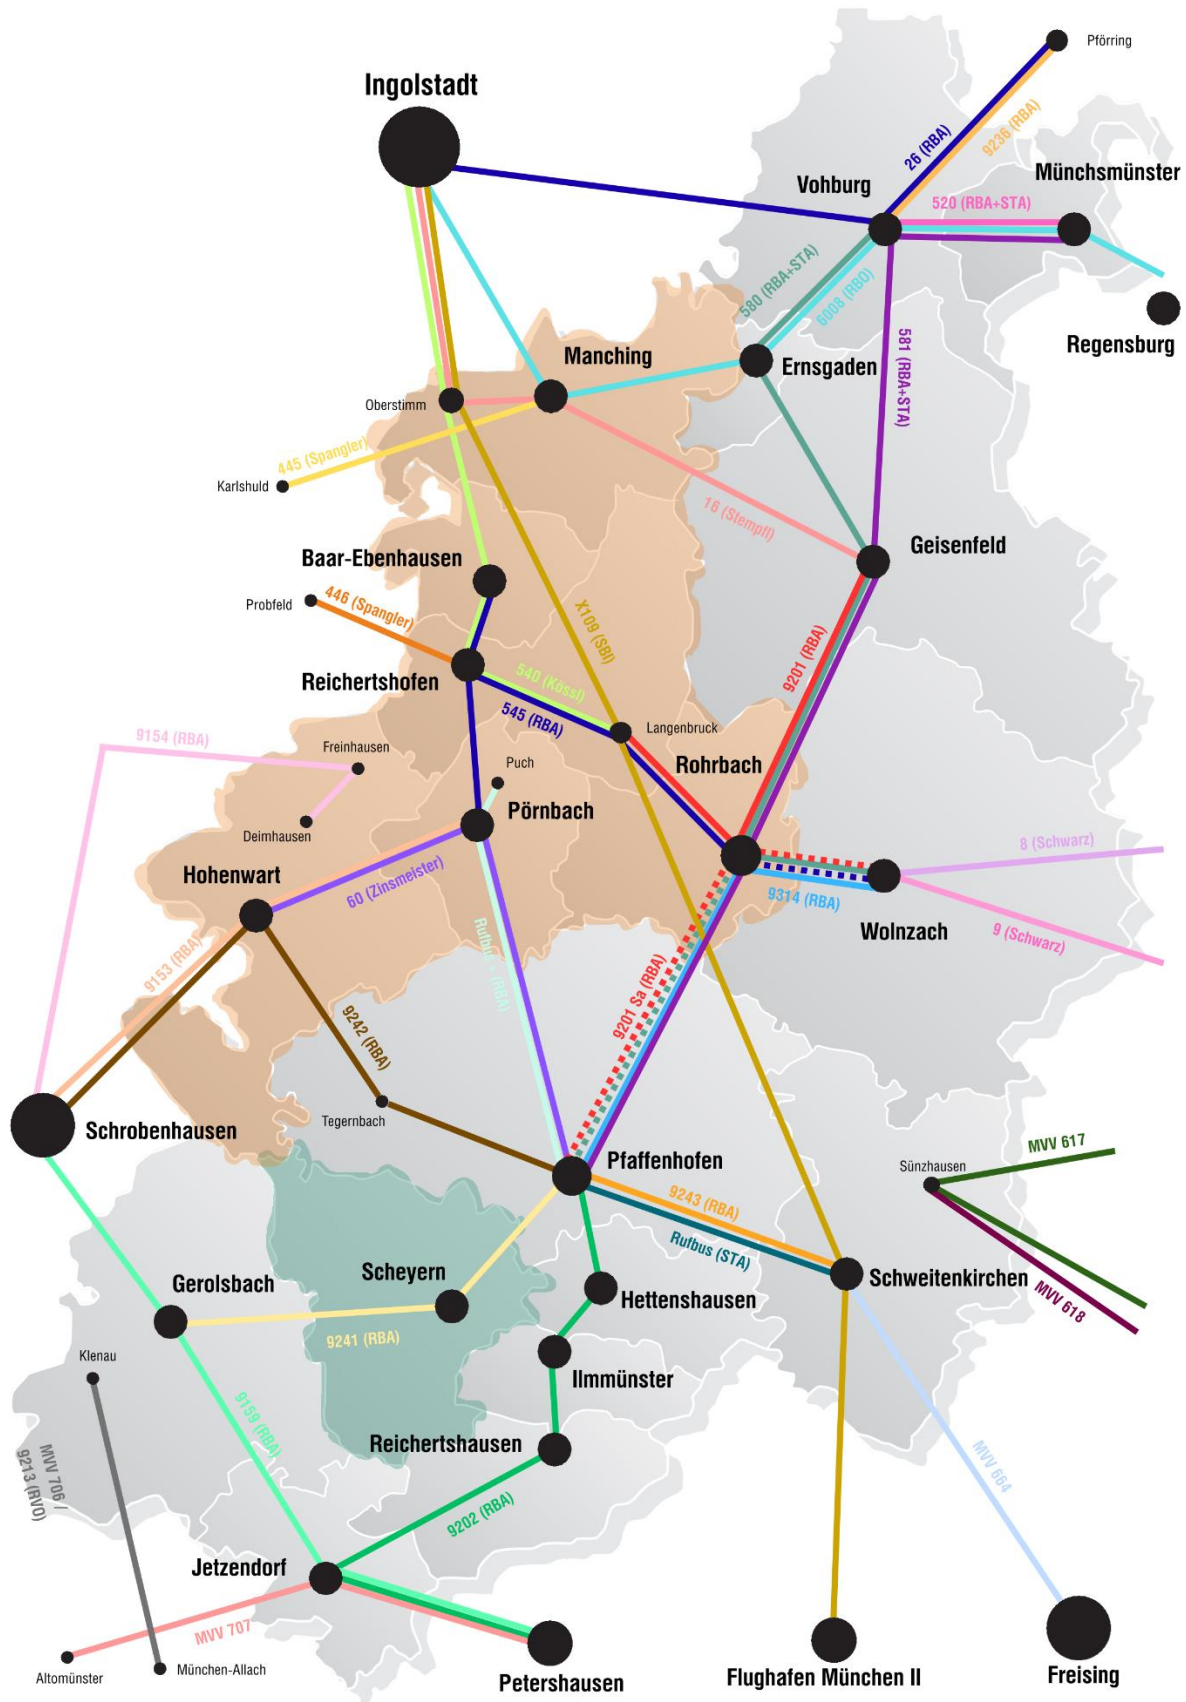 Pförring
Ingolstadt
26 (RBA)
9236 (RBA)
Münchsmünster
Vohburg
520 (RBA+STA)
580 (RBA+STA)
6008 (RBO)
Regensburg
Manching
Ernsgaden
581 (RBA+STA)
Oberstimm
445 (Spangler)
Karlshuld
16 (Stempfl)
Geisenfeld
Baar-Ebenhausen
Probfeld
446 (Spangler)
X109 (SBI)
9201 (RBA)
Reichertshofen
540 (Kössl)
545 (RBA)
Langenbruck
9154 (RBA)
Freinhausen
Rohrbach
Puch
Pörnbach
Deimhausen
8 (Schwarz)
Hohenwart
60 (Zinsmeister)
9314 (RBA)
Wolnzach
9 (Schwarz)
9153 (RBA)
Rufbus + (RBA)
9201 Sa (RBA)
9242 (RBA)
Tegernbach
Schrobenhausen
Pfaffenhofen
MVV 617
Sünzhausen
9243 (RBA)
Rufbus (STA)
Gerolsbach
Scheyern
Schweitenkirchen
Hettenshausen
MVV 618
9241 (RBA)
Klenau
Ilmmünster
9159 (RBA)
Reichertshausen
MVV 706 /
9213 (RVO)
MVV 664
9202 (RBA)
Jetzendorf
MVV 707
Altomünster
München-Allach
Petershausen
Flughafen München II
Freising